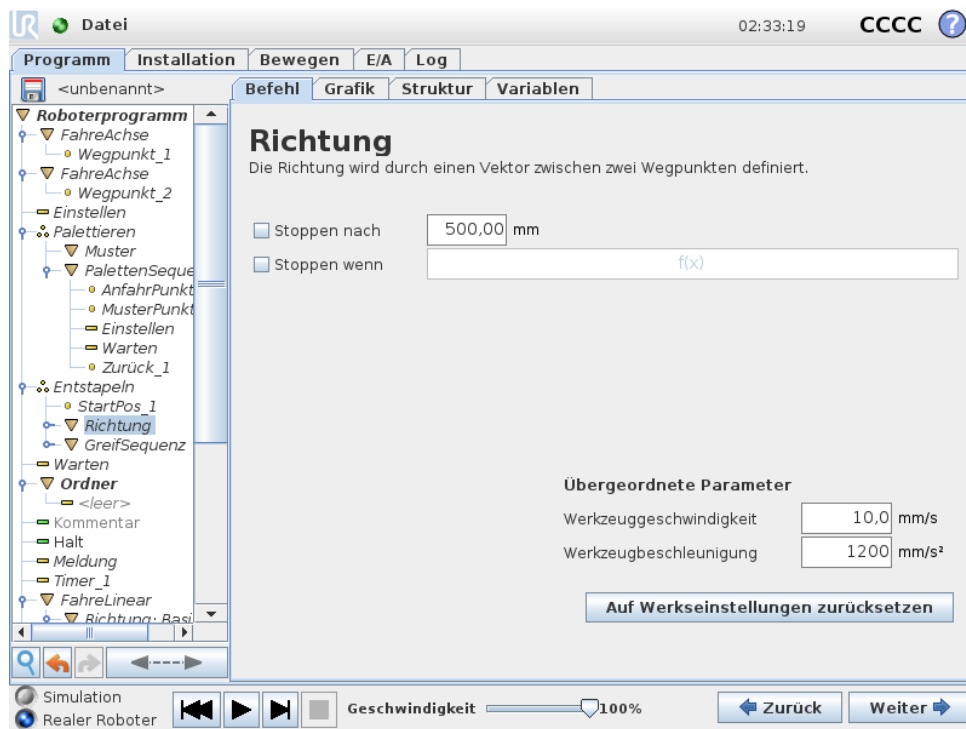 UR Datei 02:33:19 CCCC ?
Programm Installation Bewegen E/A Log
<unbenannt> Befehl Grafik Struktur Variablen
Roboterprogramm
FahreAchse
Wegpunkt_1
FahreAchse
Wegpunkt_2
Einstellen
Palettieren
Muster
PalettenSeque
AnfahrPunkt
MusterPunkt
Einstellen
Warten
Zurück_1
Entstapeln
StartPos_1
Richtung
GreifSequenz
Warten
Ordner
<leer>
Kommentar
Halt
Meldung
Timer_1
FahreLinear
Richtung: Basi
Richtung
Die Richtung wird durch einen Vektor zwischen zwei Wegpunkten definiert.
Stoppen nach 500,00 mm
Stoppen wenn f(x)
Übergeordnete Parameter
Werkzeuggeschwindigkeit 10,0 mm/s
Werkzeugbeschleunigung 1200 mm/s²
Auf Werkseinstellungen zurücksetzen
Simulation
Realer Roboter
Geschwindigkeit 100%
Zurück Weiter